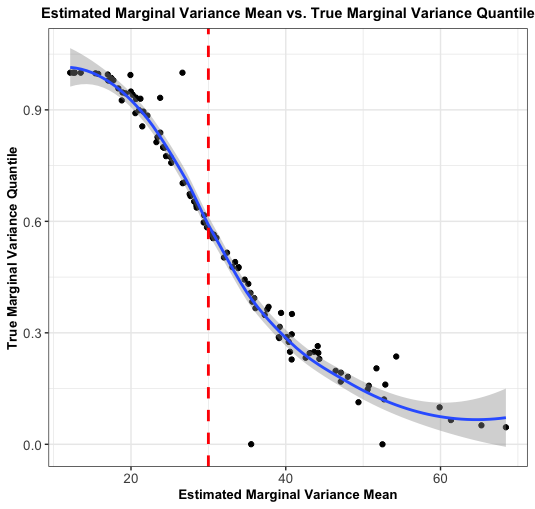 Estimated Marginal Variance Mean vs. True Marginal Variance Quantile
True Marginal Variance Quantile
0.9
0.6
0.3
0.0
20 40 60
Estimated Marginal Variance Mean